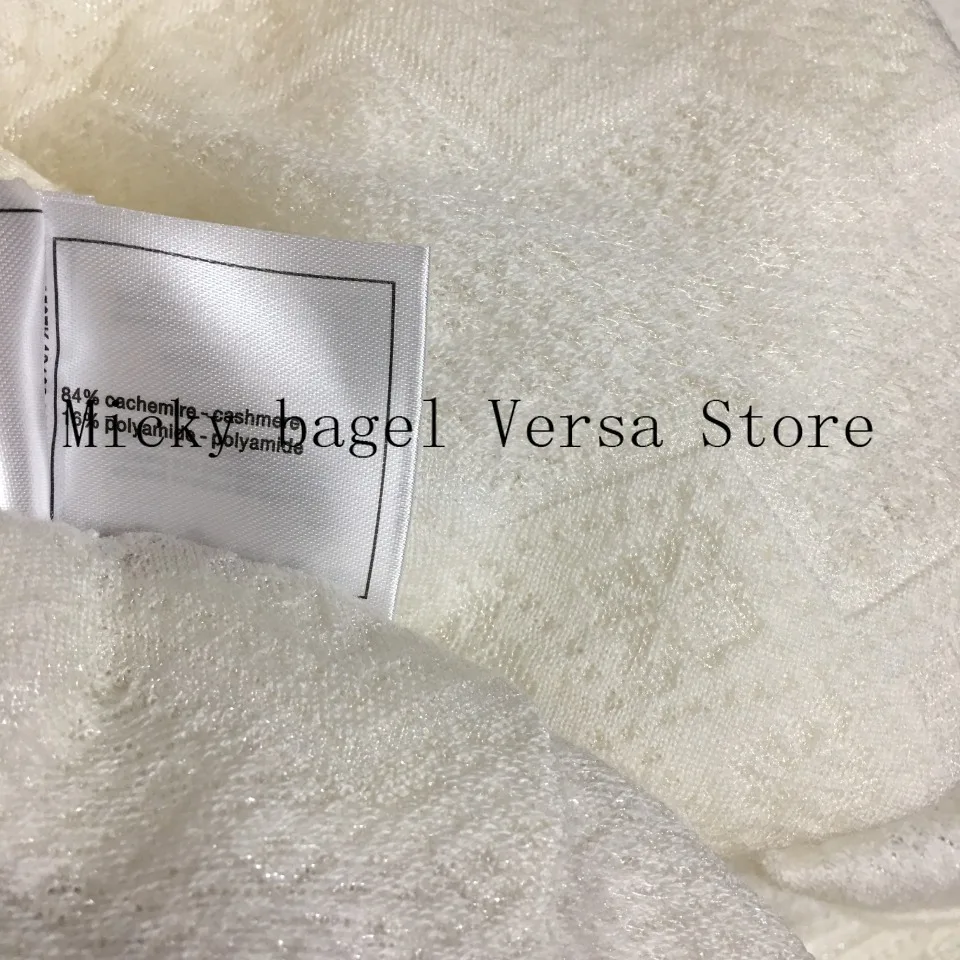 84% cachemire - cashmere
6% polyamide - polyamide
Micky bagel Versa Store